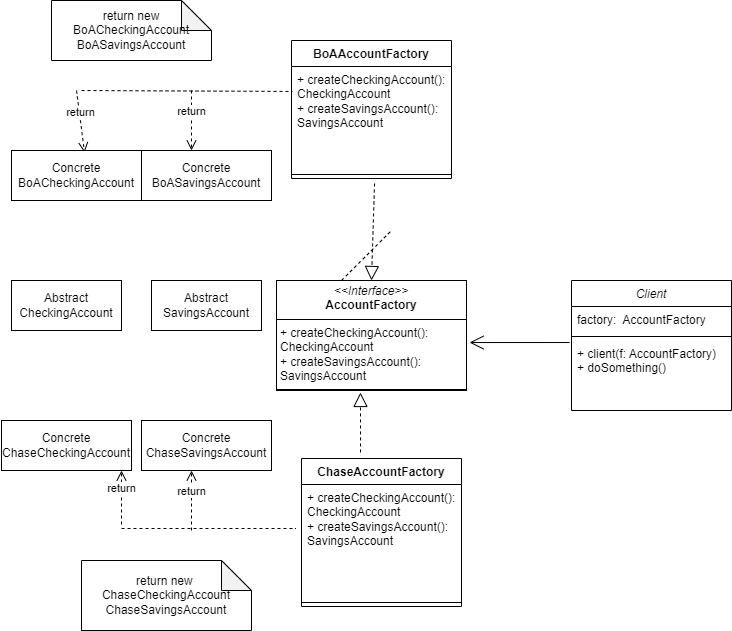 return new
BoACheckingAccount
BoASavingsAccount
BoAAccountFactory
+ createCheckingAccount():
CheckingAccount
+ createSavingsAccount():
SavingsAccount
return
return
Concrete
BoACheckingAccount
Concrete
BoASavingsAccount
Abstract
CheckingAccount
Abstract
SavingsAccount
<<Interface>>
AccountFactory
+ createCheckingAccount():
CheckingAccount
+ createSavingsAccount():
SavingsAccount
Client
factory: AccountFactory
+ client(f: AccountFactory)
+ doSomething()
Concrete
ChaseCheckingAccount
Concrete
ChaseSavingsAccount
return
return
ChaseAccountFactory
+ createCheckingAccount():
CheckingAccount
+ createSavingsAccount():
SavingsAccount
return new
ChaseCheckingAccount
ChaseSavingsAccount